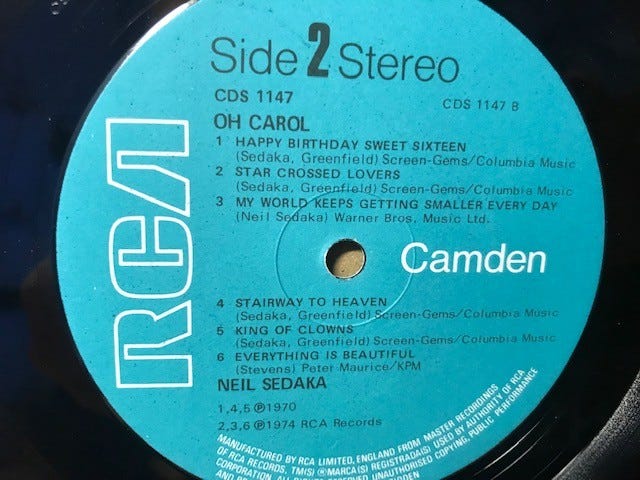 Side 2 Stereo
CDS 1147
CDS 1147 B
OH CAROL
1 HAPPY BIRTHDAY SWEET SIXTEEN
(Sedaka, Greenfield) Screen-Gems/Columbia Music
2 STAR CROSSED LOVERS
(Sedaka, Greenfield) Screen-Gems/Columbia Music
3 MY WORLD KEEPS GETTING SMALLER EVERY DAY
(Neil Sedaka) Warner Bros. Music Ltd.
RCA
Camden
4 STAIRWAY TO HEAVEN
(Sedaka, Greenfield) Screen-Gems/Columbia Music
5 KING OF CLOWNS
(Sedaka, Greenfield) Screen-Gems/Columbia Music
6 EVERYTHING IS BEAUTIFUL
(Stevens) Peter Maurice/KPM
NEIL SEDAKA
1,4,5 ℗ 1970
2,3,6 ℗ 1974 RCA Records
MANUFACTURED BY RCA LIMITED, ENGLAND FROM MASTER RECORDINGS
OF RCA RECORDS. TM(S) ® MARCA(S) REGISTRADA(S) USED BY AUTHORITY OF RCA
CORPORATION. ALL RIGHTS RESERVED UNAUTHORISED COPYING, PUBLIC PERFORMANCE